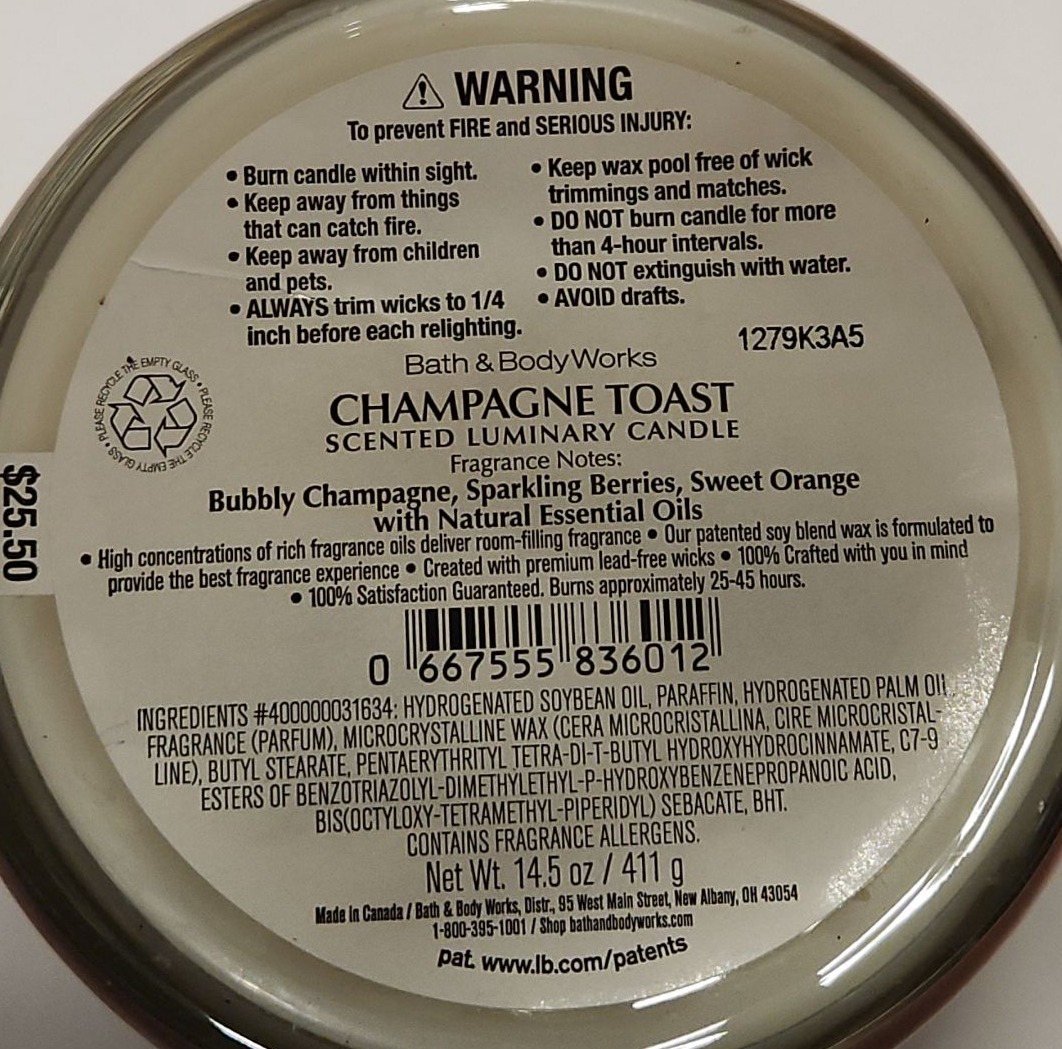 WARNING
To prevent FIRE and SERIOUS INJURY:
• Burn candle within sight.
• Keep away from things
that can catch fire.
• Keep away from children
and pets.
• ALWAYS trim wicks to 1/4
inch before each relighting.
• Keep wax pool free of wick
trimmings and matches.
• DO NOT burn candle for more
than 4-hour intervals.
• DO NOT extinguish with water.
• AVOID drafts.
1279K3A5
PLEASE RECYCLE THE EMPTY GLASS • PLEASE RECYCLE THE EMPTY GLASS •
Bath & Body Works
CHAMPAGNE TOAST
SCENTED LUMINARY CANDLE
Fragrance Notes:
Bubbly Champagne, Sparkling Berries, Sweet Orange
with Natural Essential Oils
• High concentrations of rich fragrance oils deliver room-filling fragrance • Our patented soy blend wax is formulated to
provide the best fragrance experience • Created with premium lead-free wicks • 100% Crafted with you in mind
• 100% Satisfaction Guaranteed. Burns approximately 25-45 hours.
$25.50
0 667555 836012
INGREDIENTS #400000031634: HYDROGENATED SOYBEAN OIL, PARAFFIN, HYDROGENATED PALM OIL,
FRAGRANCE (PARFUM), MICROCRYSTALLINE WAX (CERA MICROCRISTALLINA, CIRE MICROCRISTAL-
LINE), BUTYL STEARATE, PENTAERYTHRITYL TETRA-DI-T-BUTYL HYDROXYHYDROCINNAMATE, C7-9
ESTERS OF BENZOTRIAZOLYL-DIMETHYLETHYL-P-HYDROXYBENZENEPROPANOIC ACID,
BIS(OCTYLOXY-TETRAMETHYL-PIPERIDYL) SEBACATE, BHT.
CONTAINS FRAGRANCE ALLERGENS.
Net Wt. 14.5 oz / 411 g
Made in Canada / Bath & Body Works, Distr., 95 West Main Street, New Albany, OH 43054
1-800-395-1001 / Shop bathandbodyworks.com
pat. www.lb.com/patents